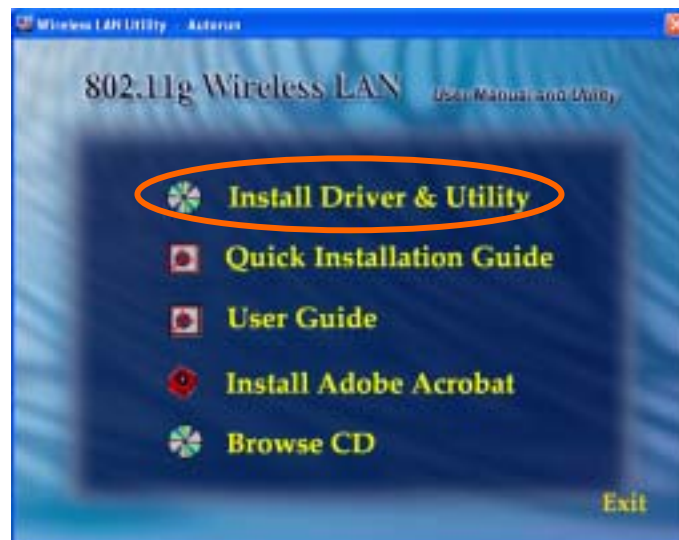 Wireless LAN Utility - Autorun
802.11g Wireless LAN User Manual and Utility
Install Driver & Utility
Quick Installation Guide
User Guide
Install Adobe Acrobat
Browse CD
Exit